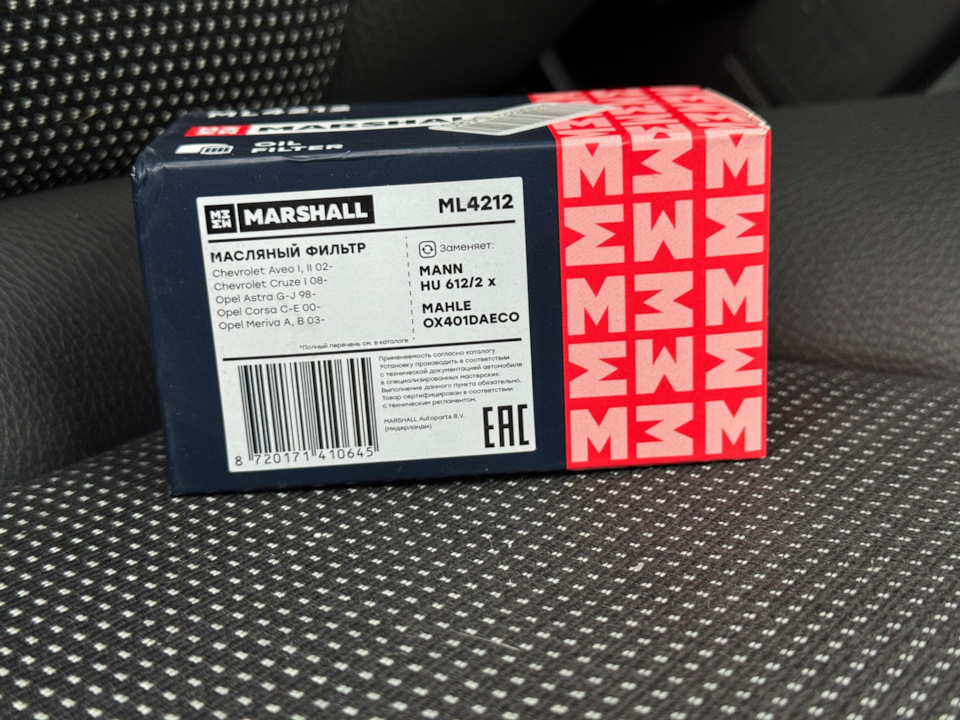 ML4212
MARSHALL
OIL
FILTER
MARSHALL
ML4212
МАСЛЯНЫЙ ФИЛЬТР
Chevrolet Aveo I, II 02-
Chevrolet Cruze I 08-
Opel Astra G-J 98-
Opel Corsa C-E 00-
Opel Meriva A, B 03-
*Полный перечень см. в каталоге
Заменяет:
MANN
HU 612/2 x
MAHLE
OX401DAECO
Применяемость согласно каталогу.
Установку производить в соответствии
с технической документацией автомобиля
в специализированных мастерских.
Выполнение данного пункта обязательно.
Товар сертифицирован в соответствии
с техническим регламентом.
MARSHALL Autoparts B.V.
(Нидерланды)
EAC
8 720171 410645